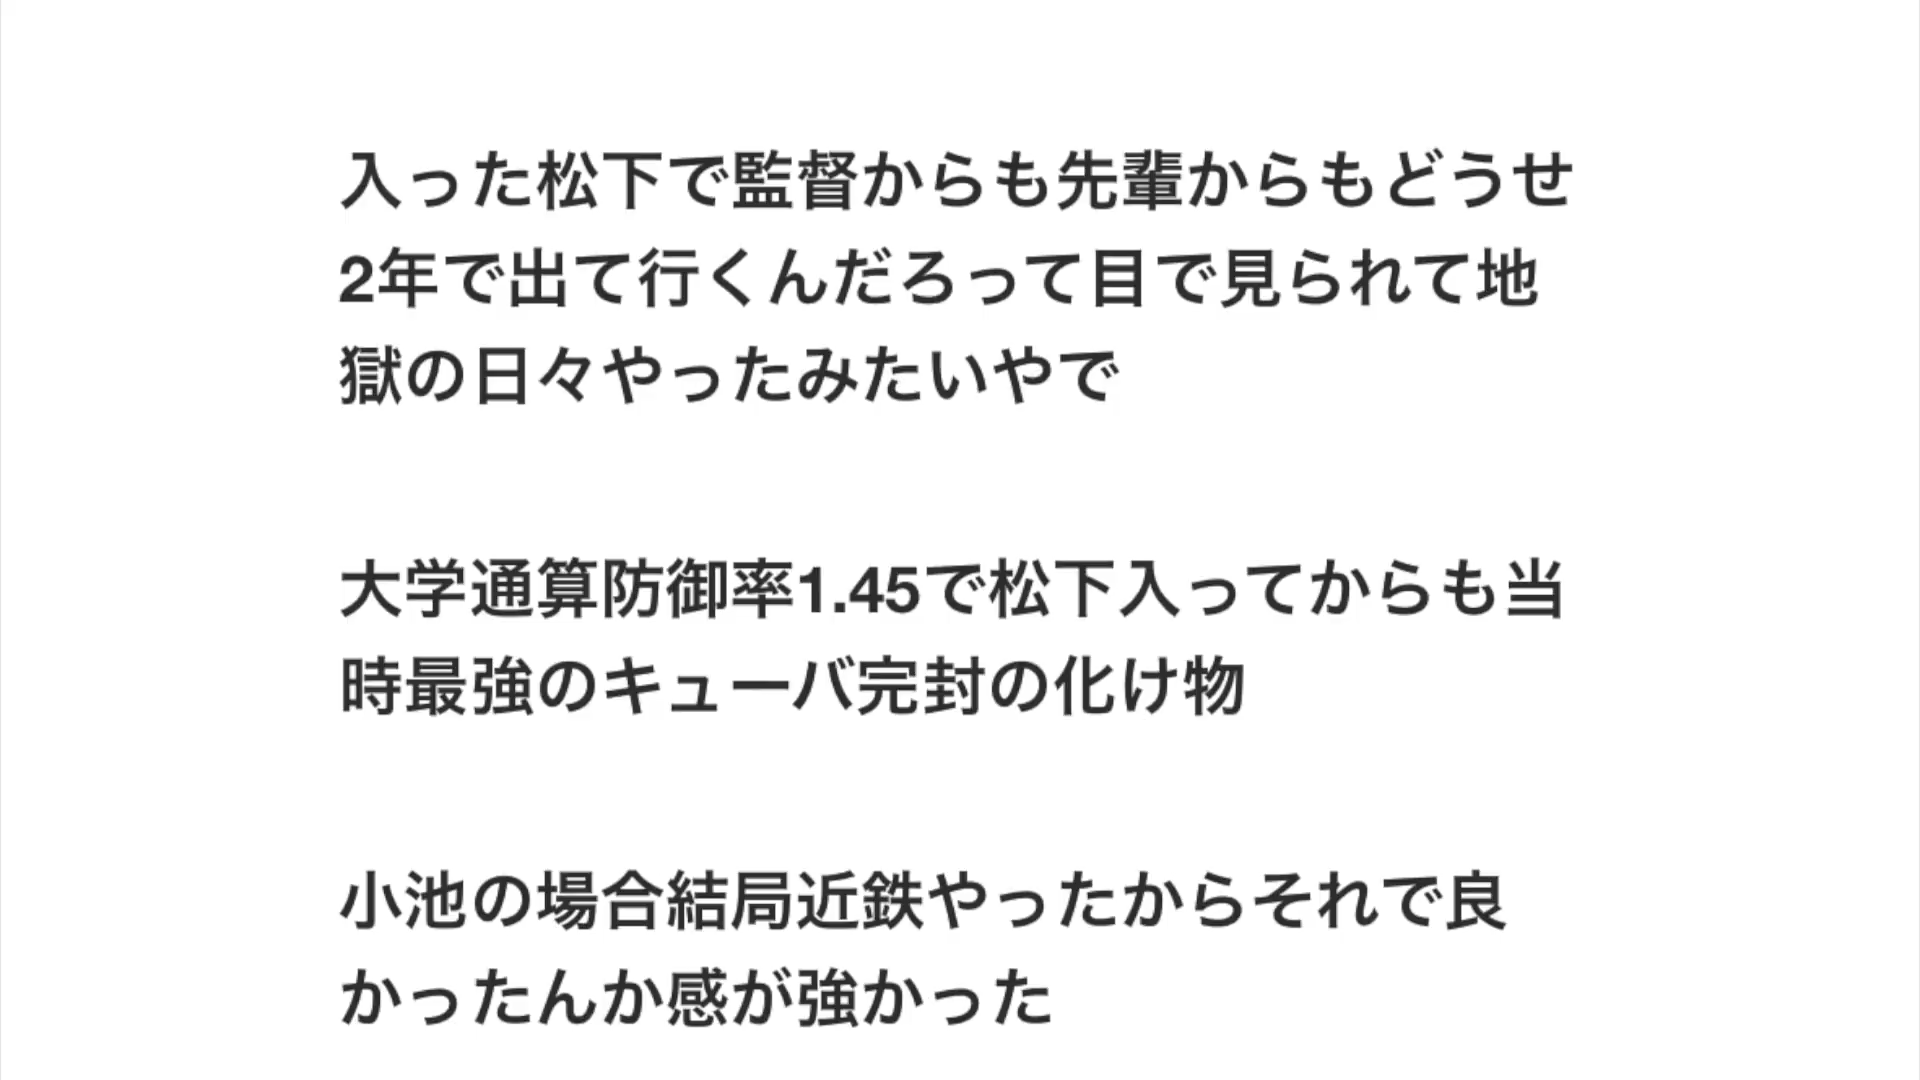 入った松下で監督からも先輩からもどうせ
2年で出て行くんだろって目で見られて地
獄の日々やったみたいやで
大学通算防御率1.45で松下入ってからも当
時最強のキューバ完封の化け物
小池の場合結局近鉄やったからそれで良
かったんか感が強かった